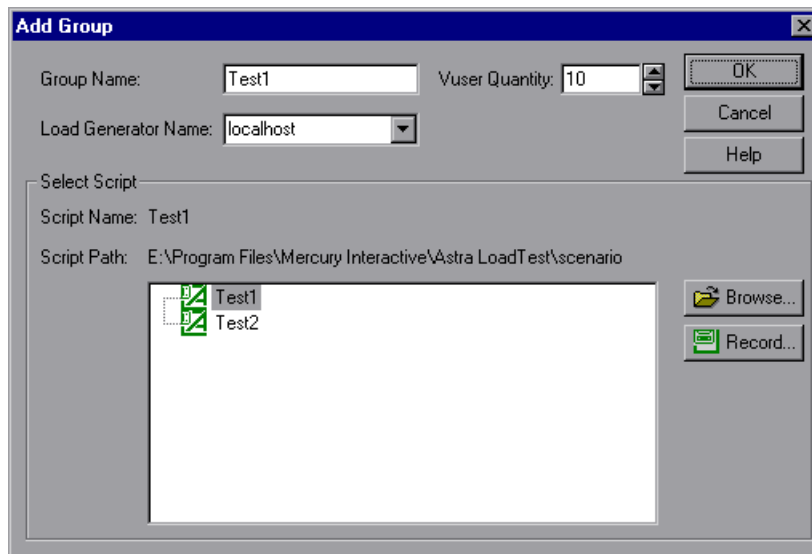 Add Group
Group Name: Test1 Vuser Quantity: 10 OK
Load Generator Name: localhost Cancel
Help
Select Script
Script Name: Test1
Script Path: E:\Program Files\Mercury Interactive\Astra LoadTest\scenario
Test1 Browse...
Test2
Record...